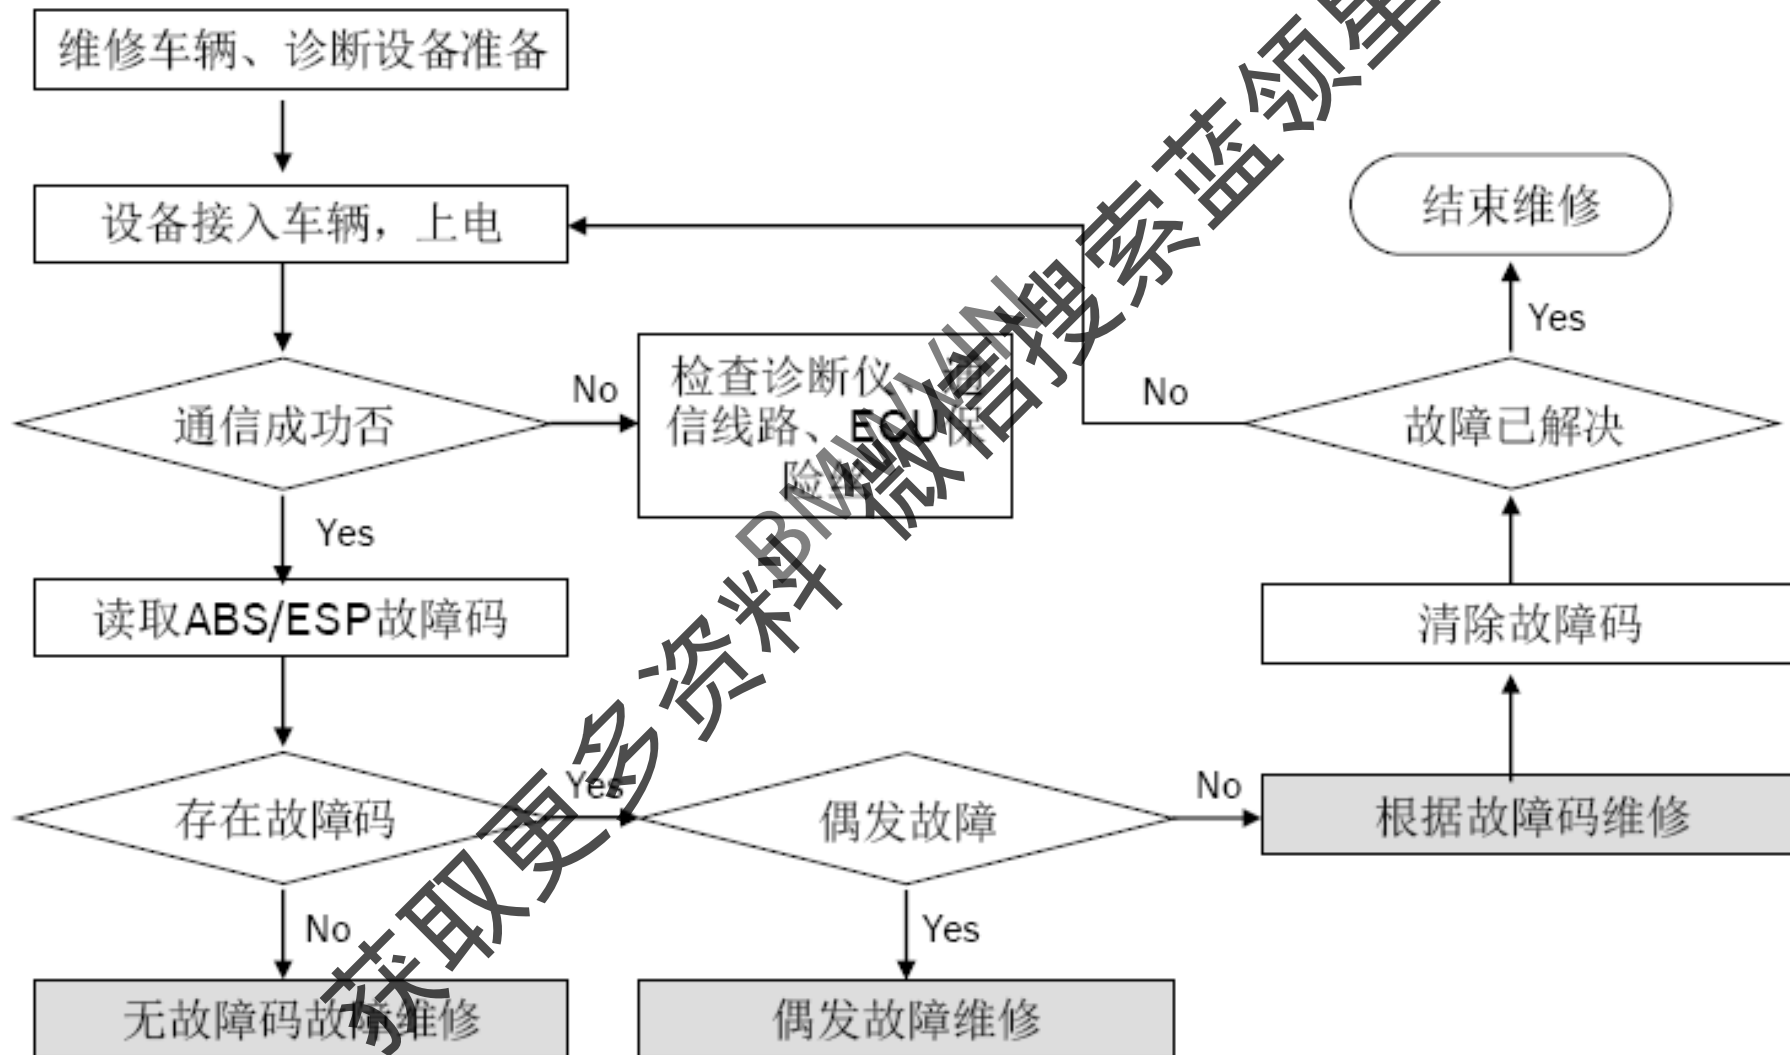 维修车辆、诊断设备准备
设备接入车辆，上电
结束维修
Yes
检查诊断仪、通
信线路、ECU保
险丝
No
No
通信成功否
故障已解决
Yes
读取ABS/ESP故障码
清除故障码
Yes
No
存在故障码
偶发故障
根据故障码维修
No
Yes
无故障码故障维修
偶发故障维修
获取更多资料 微信搜索蓝领星